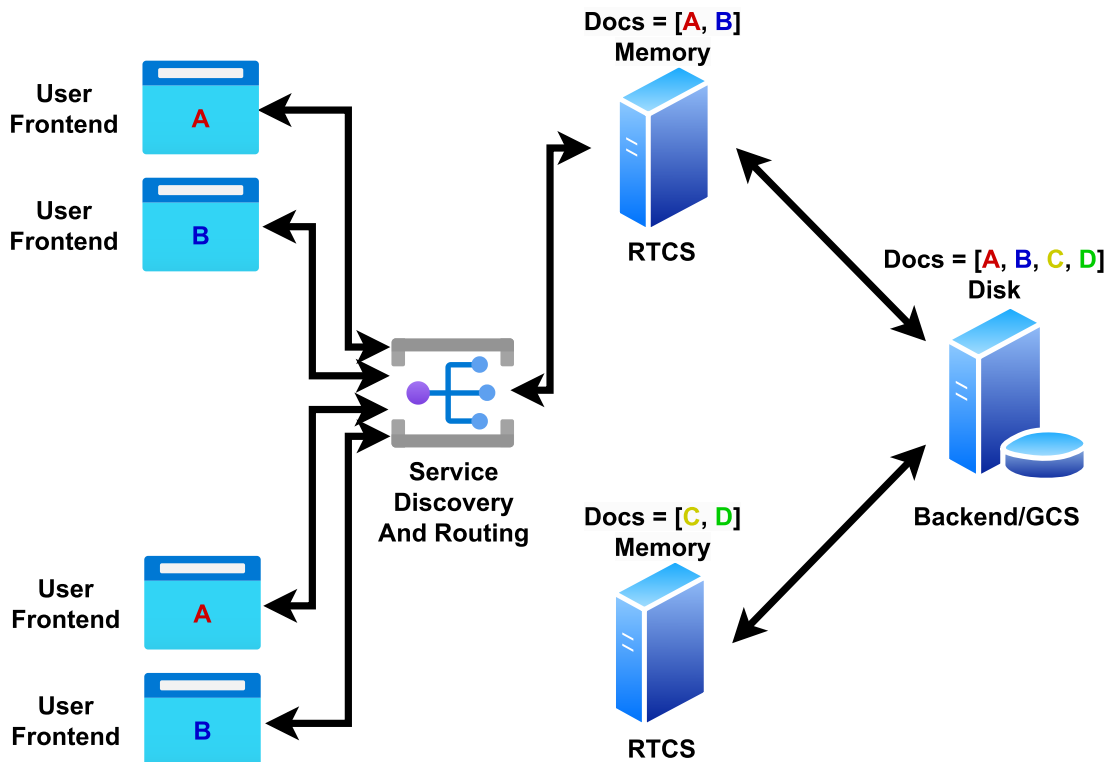 User
Frontend
A
User
Frontend
B
Service
Discovery
And Routing
User
Frontend
A
User
Frontend
B
Docs = [A, B]
Memory
RTCS
Docs = [C, D]
Memory
RTCS
Docs = [A, B, C, D]
Disk
Backend/GCS